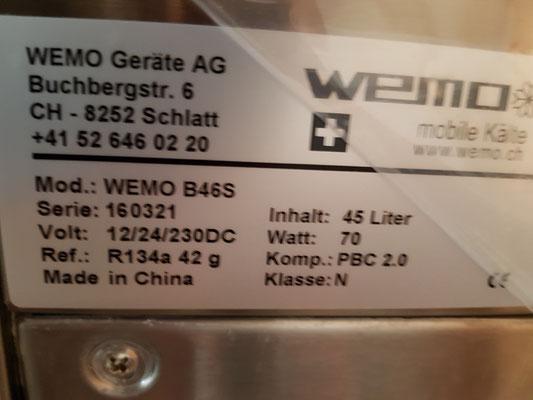 WEMO Geräte AG
Buchbergstr. 6
CH - 8252 Schlatt
+41 52 646 02 20
wemo
mobile Kälte
www.wemo.ch
Mod.: WEMO B46S
Serie: 160321
Volt: 12/24/230DC
Ref.: R134a 42 g
Made in China
Inhalt: 45 Liter
Watt: 70
Komp.: PBC 2.0
Klasse: N
CE